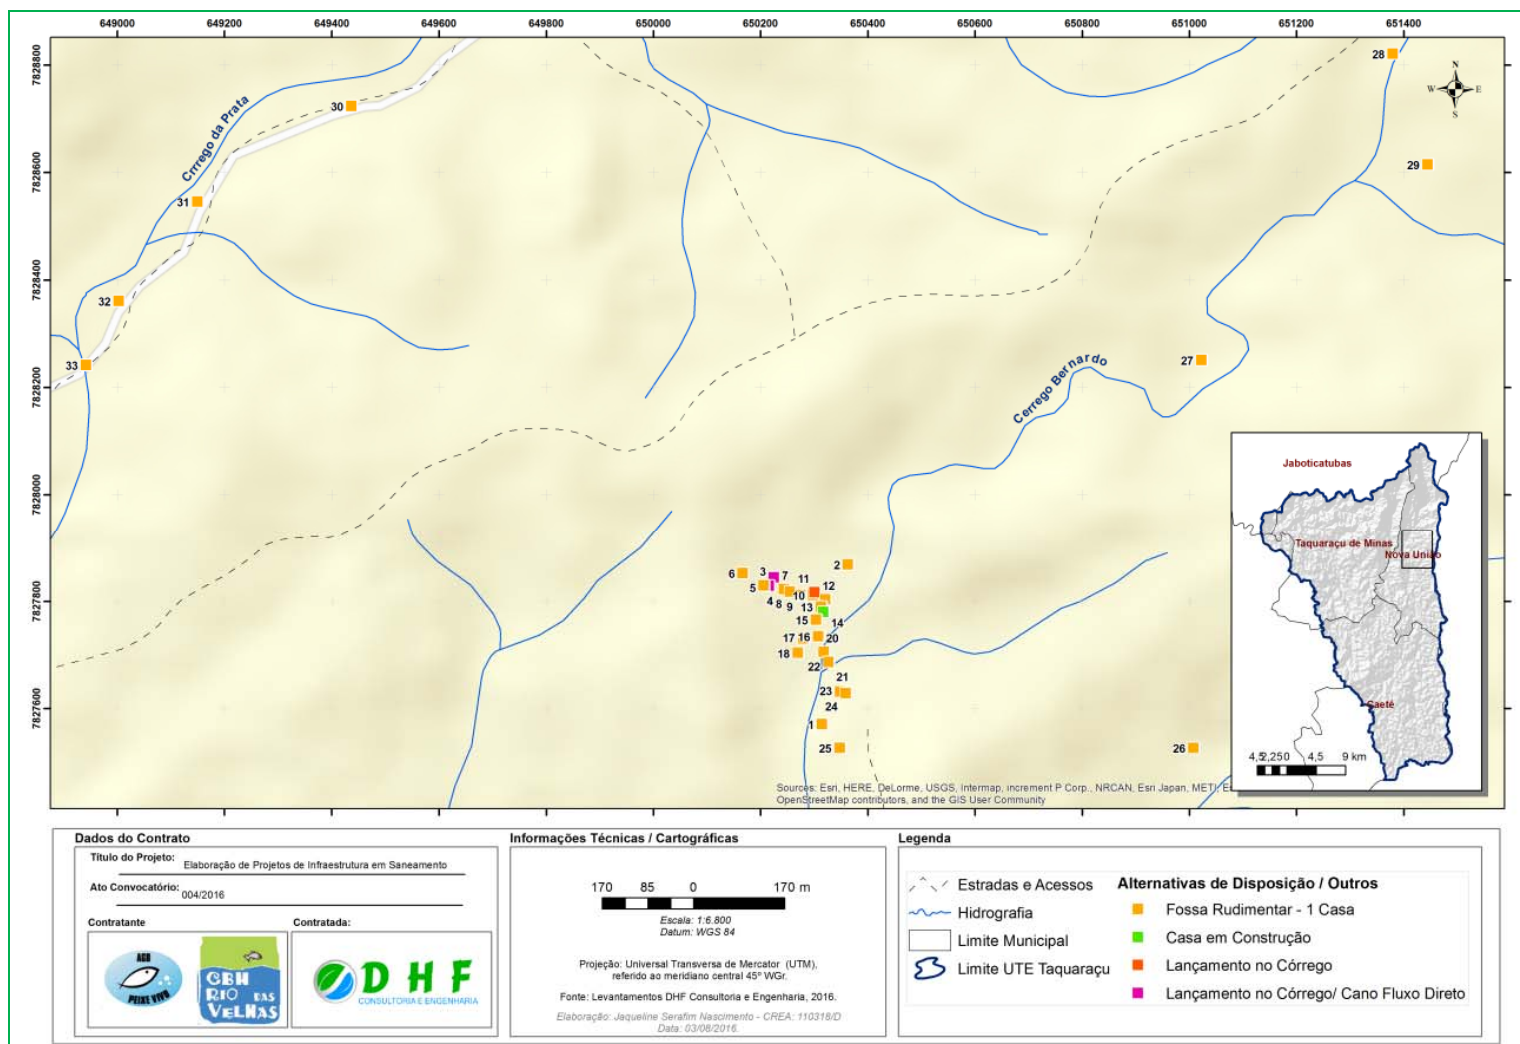 649000 649200 649400 649600 649800 650000 650200 650400 650600 650800 651000 651200 651400
7828800
7828600
7828400
7828200
7828000
7827800
7827600
28
N
W E
S
30
Crrrego da Prata
29
31
32
33
27
Cerrego Bernardo
Jaboticatubas
Taquaraçu de Minas
Nova União
Caeté
4,5 2,25 0 4,5 9 km
2
6
3
7
11
12
5
4
8
9
10
13
15
14
17
16
20
18
22
21
23
24
1
25
26
Sources: Esri, HERE, DeLorme, USGS, Intermap, increment P Corp., NRCAN, Esri Japan, METI,
OpenStreetMap contributors, and the GIS User Community
Dados do Contrato
Título do Projeto: Elaboração de Projetos de Infraestrutura em Saneamento
Ato Convocatório: 004/2016
Contratante
Contratada:
AGB
PEIXE VIVO
CBH
RIO DAS
VELHAS
DHF
CONSULTORIA E ENGENHARIA
Informações Técnicas / Cartográficas
170 85 0 170 m
Escala: 1:6.800
Datum: WGS 84
Projeção: Universal Transversa de Mercator (UTM),
referido ao meridiano central 45º WGr.
Fonte: Levantamentos DHF Consultoria e Engenharia, 2016.
Elaboração: Jaqueline Serafim Nascimento - CREA: 110318/D
Data: 03/08/2016.
Legenda
Estradas e Acessos
Hidrografia
Limite Municipal
Limite UTE Taquaraçu
Alternativas de Disposição / Outros
Fossa Rudimentar - 1 Casa
Casa em Construção
Lançamento no Córrego
Lançamento no Córrego/ Cano Fluxo Direto